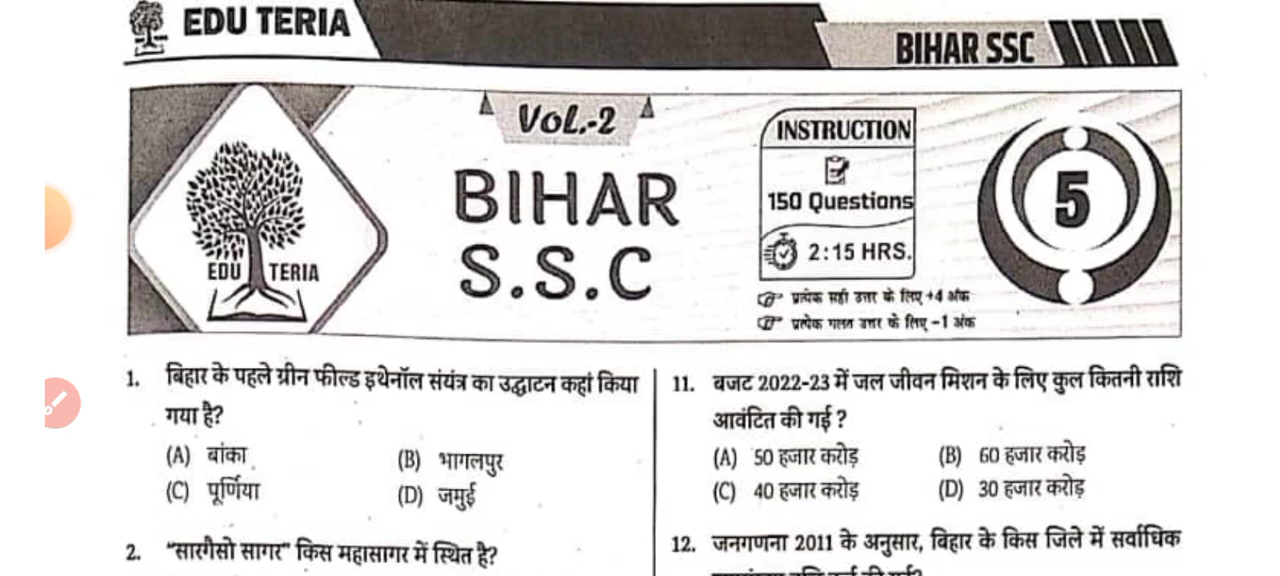 EDU TERIA
BIHAR SSC
VOL.-2
BIHAR
S.S.C
EDU TERIA
INSTRUCTION
150 Questions
2:15 HRS.
प्रत्येक सही उत्तर के लिए +4 अंक
प्रत्येक गलत उत्तर के लिए -1 अंक
5
1. बिहार के पहले ग्रीन फील्ड इथेनॉल संयंत्र का उद्घाटन कहां किया
गया है?
(A) बांका (B) भागलपुर
(C) पूर्णिया (D) जमुई
2. "सारगैसो सागर" किस महासागर में स्थित है?
11. बजट 2022-23 में जल जीवन मिशन के लिए कुल कितनी राशि
आवंटित की गई ?
(A) 50 हजार करोड़ (B) 60 हजार करोड़
(C) 40 हजार करोड़ (D) 30 हजार करोड़
12. जनगणना 2011 के अनुसार, बिहार के किस जिले में सर्वाधिक